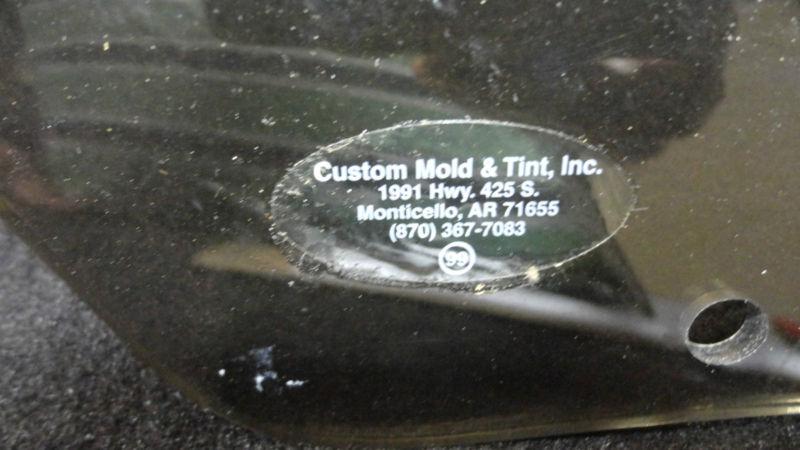 Custom Mold & Tint, Inc.
1991 Hwy. 425 S.
Monticello, AR 71655
(870) 367-7083
99